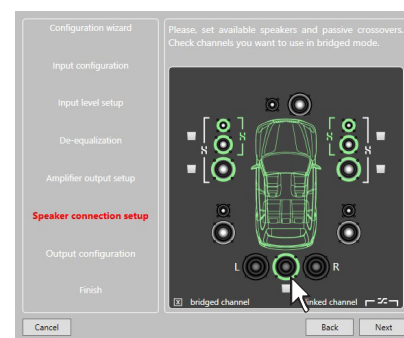 Configuration wizard
Input configuration
Input level setup
De-equalization
Amplifier output setup
Speaker connection setup
Output configuration
Finish
Please, set available speakers and passive crossovers.
Check channels you want to use in bridged mode.
L R
X bridged channel inked channel
Cancel Back Next